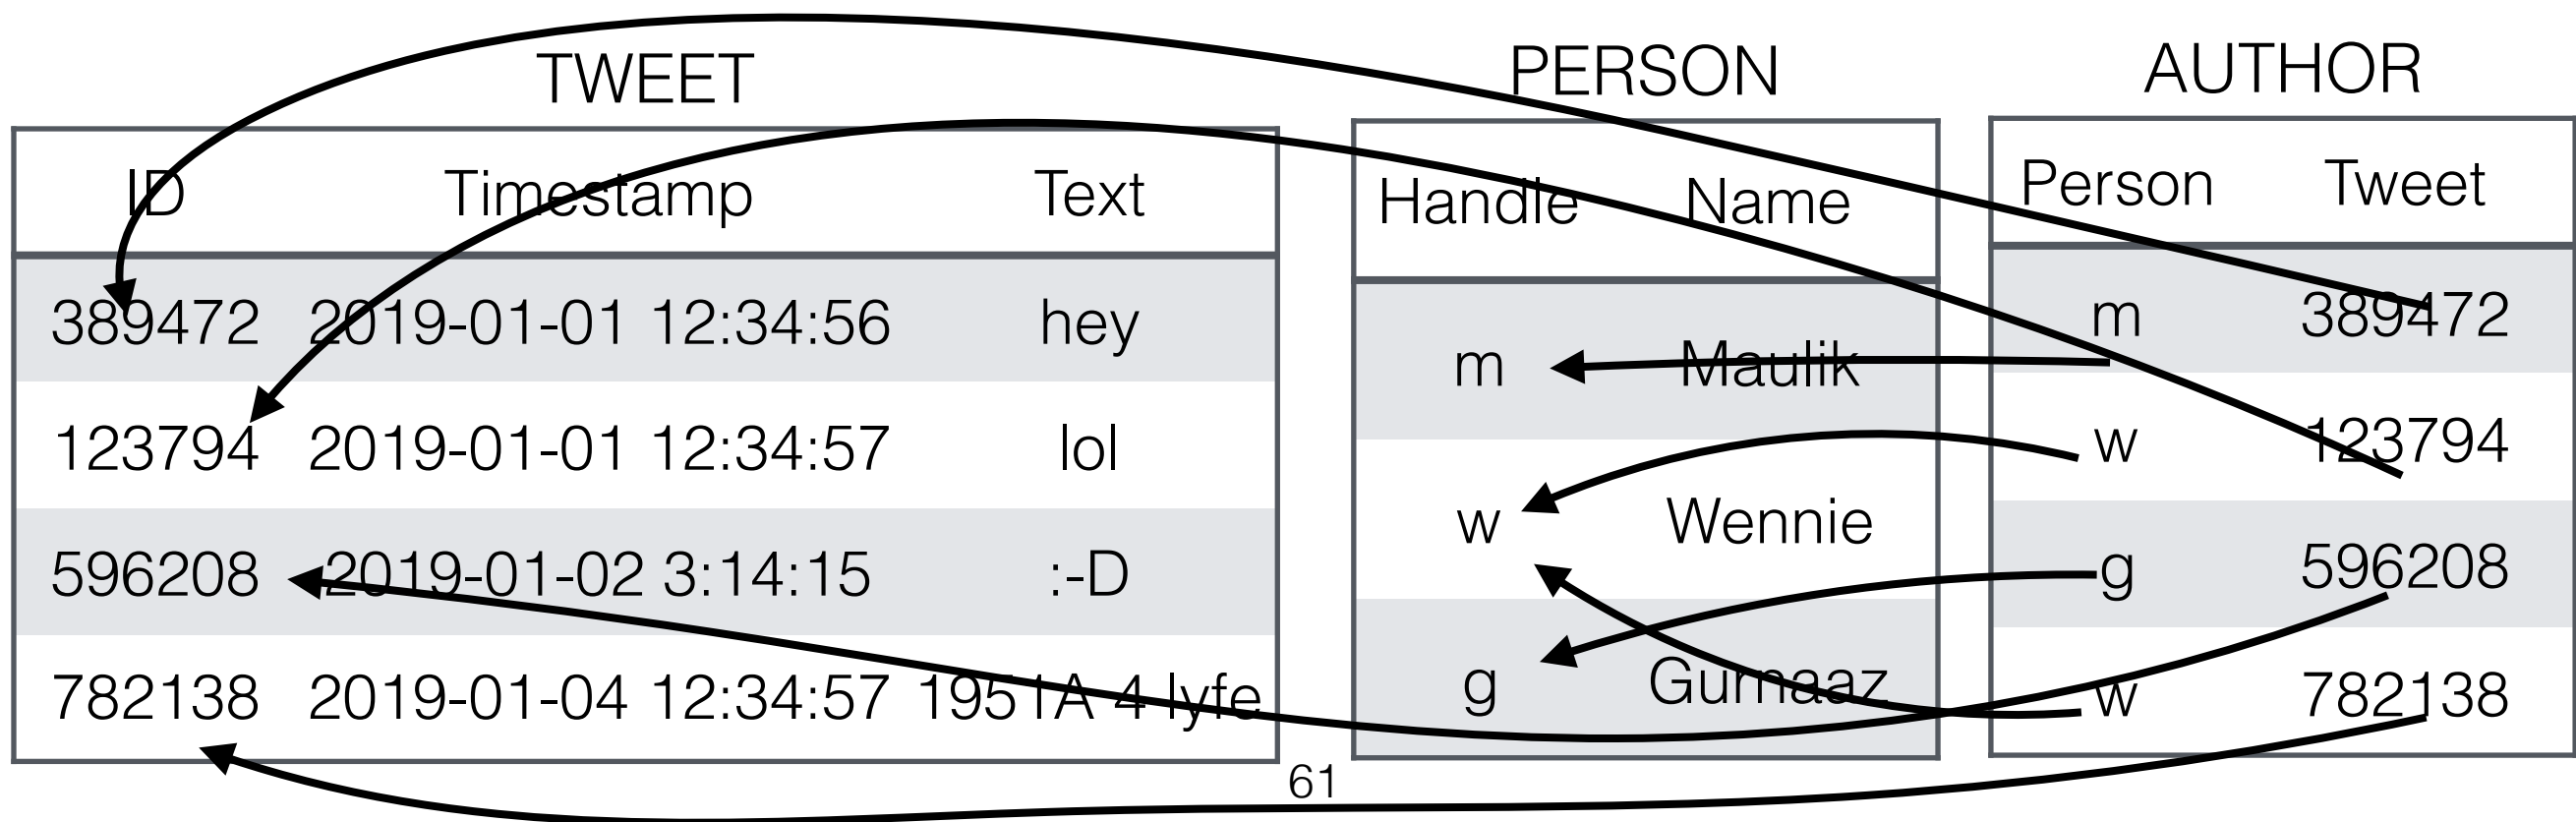 TWEET
ID Timestamp Text
389472 2019-01-01 12:34:56 hey
123794 2019-01-01 12:34:57 lol
596208 2019-01-02 3:14:15 :-D
782138 2019-01-04 12:34:57 1951A 4 lyfe
PERSON
Handle Name
m Maulik
w Wennie
g Gurnaaz
AUTHOR
Person Tweet
m 389472
w 123794
g 596208
w 782138
61